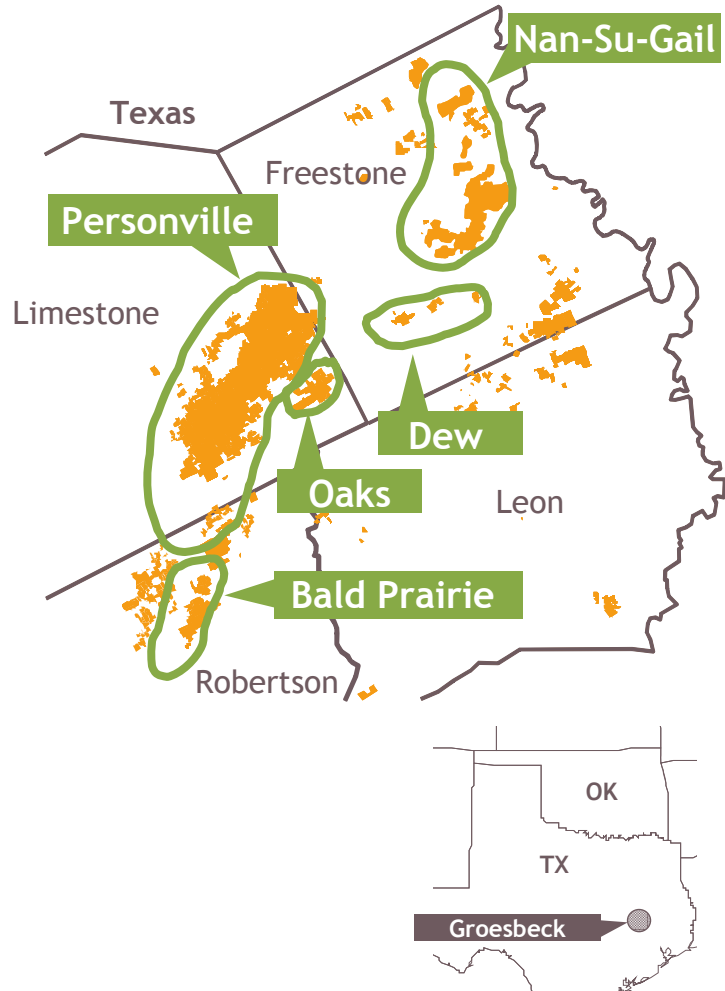 Nan-Su-Gail
Texas
Freestone
Personville
Limestone
Dew
Oaks
Leon
Bald Prairie
Robertson
OK
TX
Groesbeck